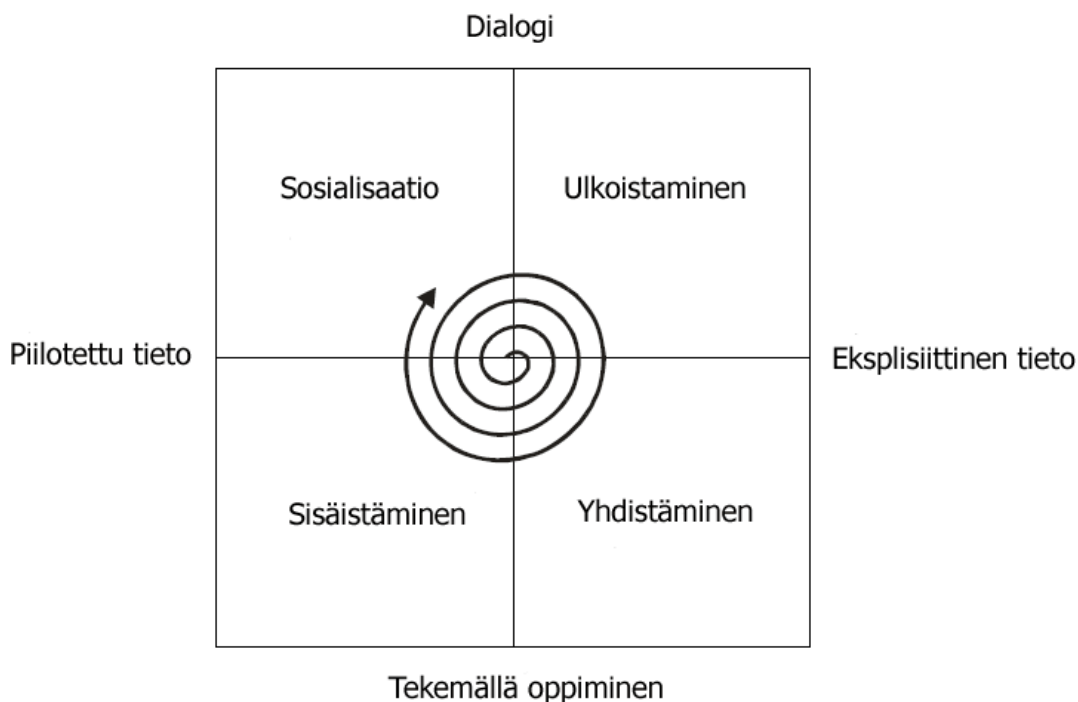 Dialogi
Sosialisaatio
Ulkoistaminen
Piilotettu tieto
Eksplisiittinen tieto
Sisäistäminen
Yhdistäminen
Tekemällä oppiminen